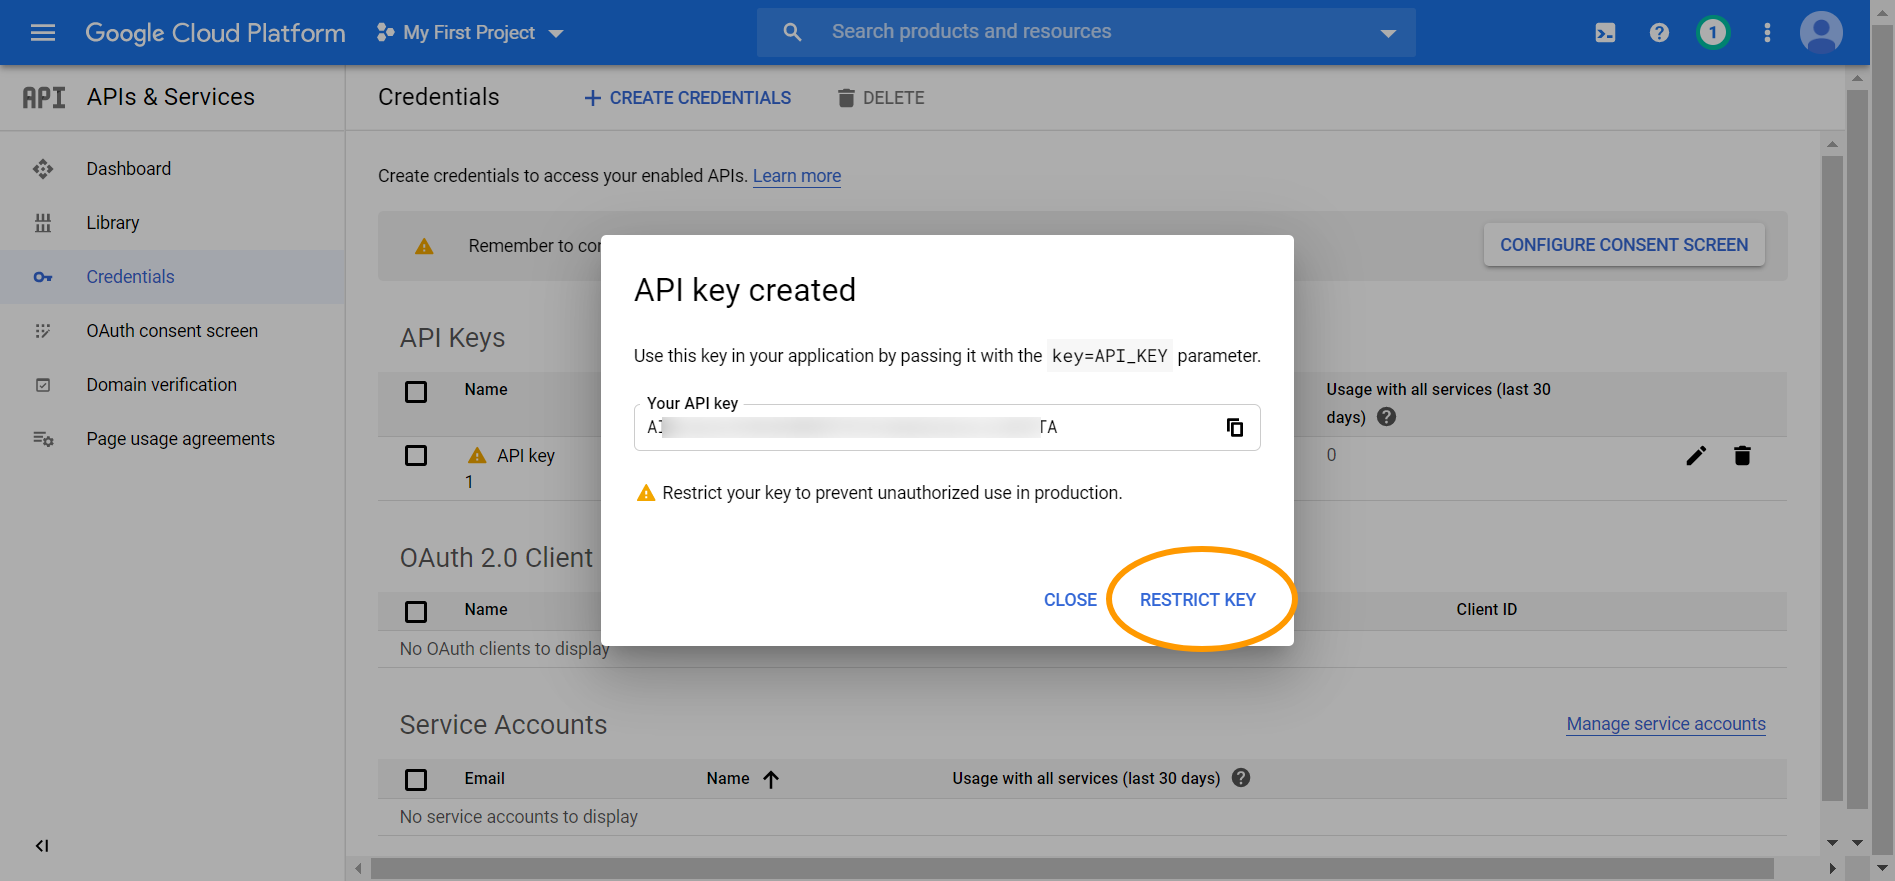 Google Cloud Platform
My First Project
Search products and resources
1
API
APIs & Services
Credentials
CREATE CREDENTIALS
DELETE
Dashboard
Library
Credentials
OAuth consent screen
Domain verification
Page usage agreements
Create credentials to access your enabled APIs. Learn more
Remember to
CONFIGURE CONSENT SCREEN
API Keys
Name
Usage with all services (last 30
days)
API key
1
0
API key created
Use this key in your application by passing it with the key=API_KEY parameter.
Your API key
TA
Restrict your key to prevent unauthorized use in production.
CLOSE
RESTRICT KEY
OAuth 2.0 Client
Name
Client ID
No OAuth clients to display
Service Accounts
Manage service accounts
Email
Name
Usage with all services (last 30 days)
No service accounts to display